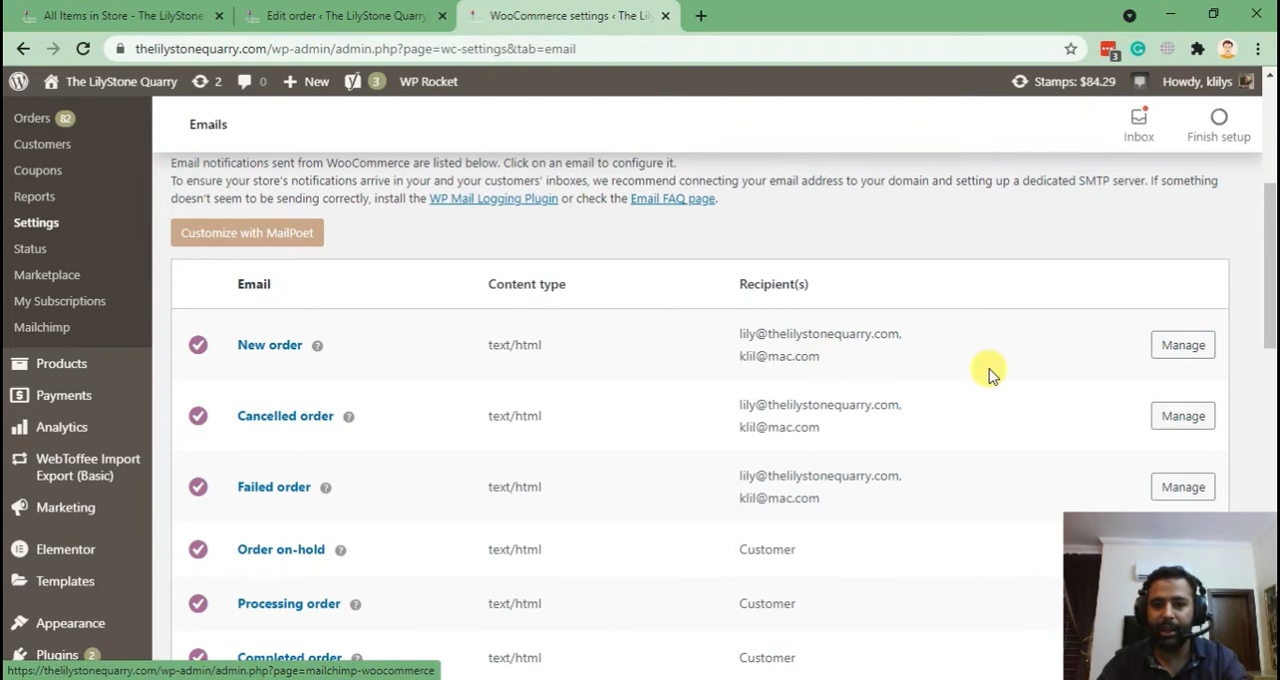 All Items in Store - The LilyStone
Edit order ‹ The LilyStone Quarry
WooCommerce settings ‹ The Lil
thelilystonequarry.com/wp-admin/admin.php?page=wc-settings&tab=email
3
The LilyStone Quarry
2
0
New
3
WP Rocket
Stamps: $84.29
Howdy, klilys
Orders 82
Customers
Coupons
Reports
Settings
Status
Marketplace
My Subscriptions
Mailchimp
Products
Payments
Analytics
WebToffee Import
Export (Basic)
Marketing
Elementor
Templates
Appearance
Plugins 2
Emails
Inbox
Finish setup
Email notifications sent from WooCommerce are listed below. Click on an email to configure it.
To ensure your store's notifications arrive in your and your customers' inboxes, we recommend connecting your email address to your domain and setting up a dedicated SMTP server. If something
doesn't seem to be sending correctly, install the WP Mail Logging Plugin or check the Email FAQ page.
Customize with MailPoet
Email Content type Recipient(s)
New order text/html lily@thelilystonequarry.com,
klil@mac.com
Manage
Cancelled order text/html lily@thelilystonequarry.com,
klil@mac.com
Manage
Failed order text/html lily@thelilystonequarry.com,
klil@mac.com
Manage
Order on-hold text/html Customer
Processing order text/html Customer
Completed order text/html Customer
https://thelilystonequarry.com/wp-admin/admin.php?page=mailchimp-woocommerce